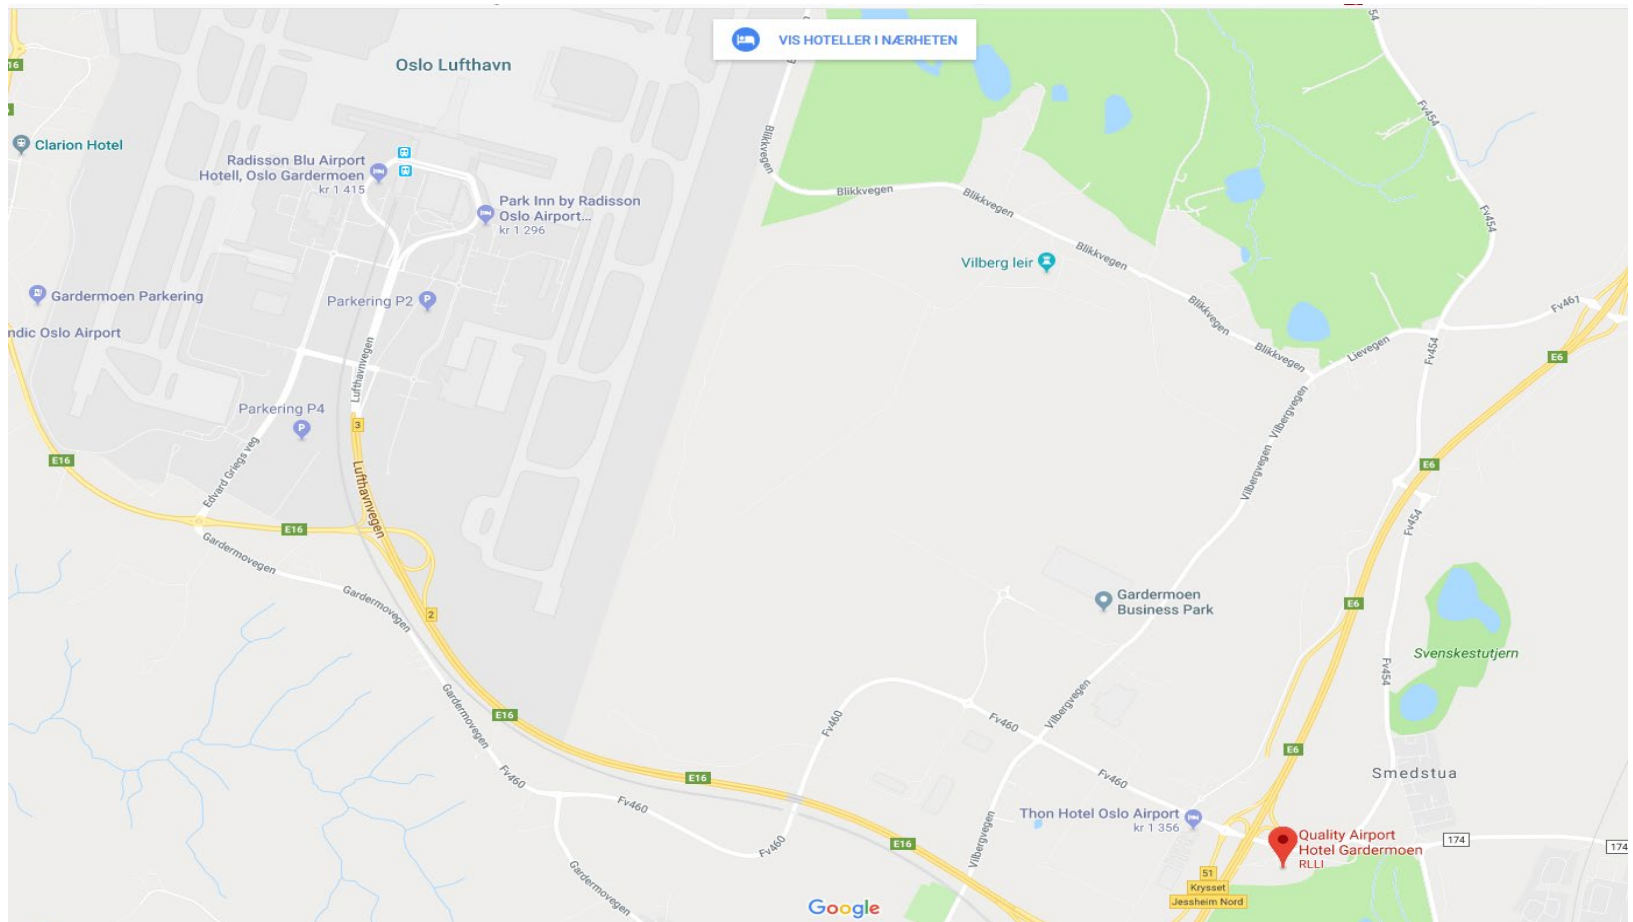 VIS HOTELLER I NÆRHETEN
Oslo Lufthavn
54
16
Blikkvegen
Fv454
Clarion Hotel
Radisson Blu Airport
Hotell, Oslo Gardermoen
kr 1 415
Park Inn by Radisson
Oslo Airport...
kr 1 296
Blikkvegen
Blikkvegen
Fv454
Vilberg leir
Blikkvegen
Gardermoen Parkering
Parkering P2
P
Blikkvegen
Fv461
ndic Oslo Airport
Lufthavnvegen
Blikkvegen
Lievegen
Fv454
E6
Parkering P4
P
3
Vilbergvegen
E16
Edvard Griegs veg
Lufthavnvegen
Vilbergvegen
E6
E16
Fv454
Gardermovegen
Gardermovegen
2
Gardermoen
Business Park
E6
Svenskestutjern
Fv454
Gardermovegen
E16
Fv460
Vilbergvegen
Fv460
E6
Fv460
E16
Fv460
Smedstua
Fv460
Thon Hotel Oslo Airport
kr 1 356
Vilbergvegen
Fv460
E16
Quality Airport
Hotel Gardermoen
RLLI
174
174
Gardermovegen
51
Krysset
Jessheim Nord
Google